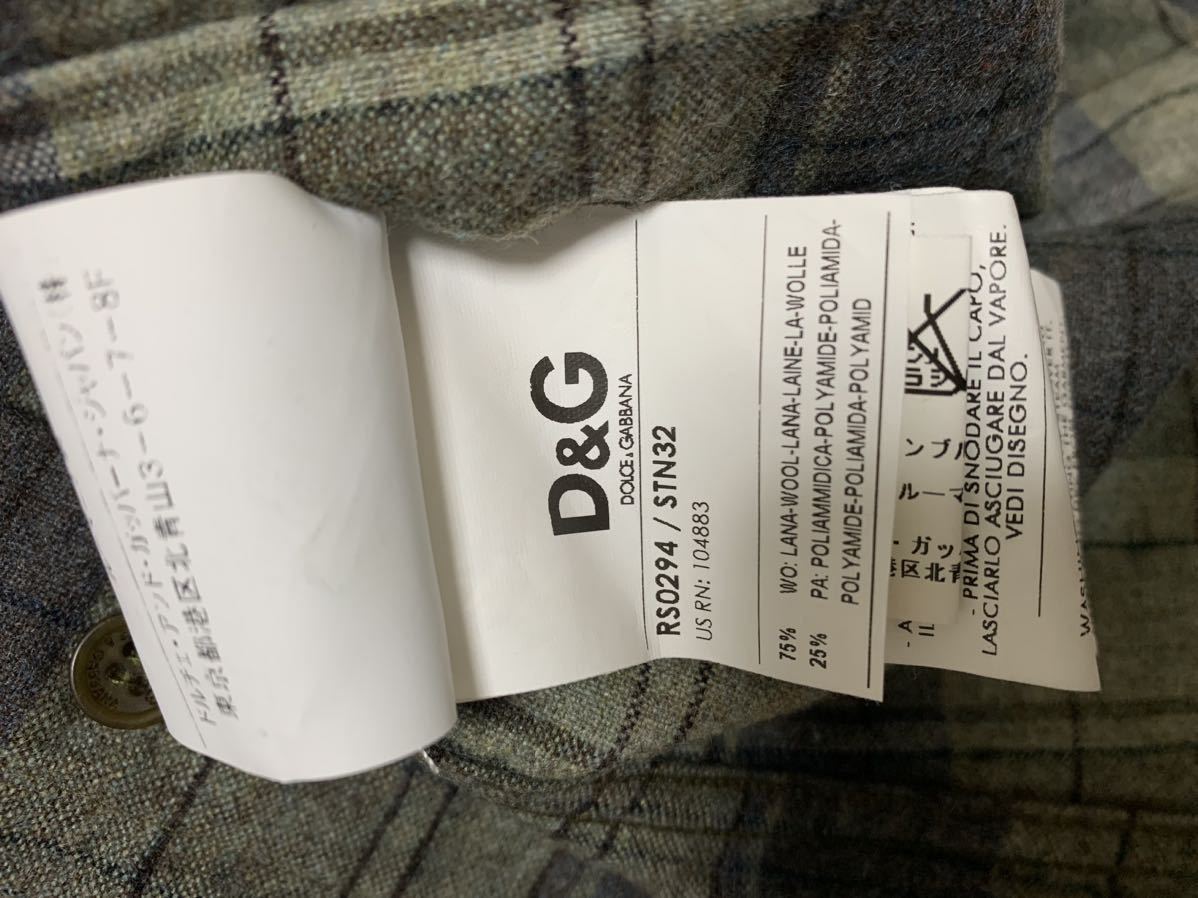 D&G
DOLCE & GABBANA
RS0294 / STN32
US RN: 104883
75% WO: LANA-WOOL-LANA-LAINE-LA-WOLLE
25% PA: POLIAMMIDICA-POLYAMIDE-POLIAMIDA-
POLYAMIDE-POLIAMIDA-POLYAMID
ドルチェ・アンド・ガッバーナ・ジャパン(株
東京都港区北青山3-6-7-8F
- PRIMA DI SNODARE IL CAPO,
LASCIARLO ASCIUGARE DAL VAPORE.
VEDI DISEGNO.